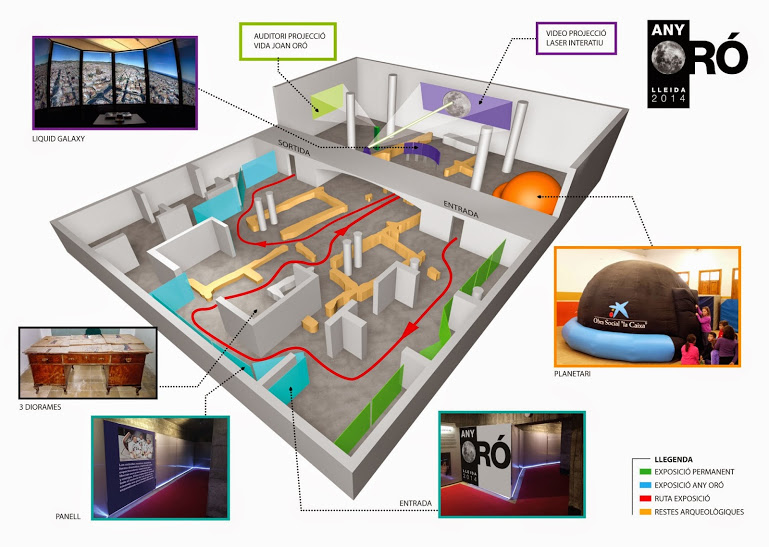 AUDITORI PROJECCIÓ
VIDA JOAN ORÓ
VIDEO PROJECCIÓ
LASER INTERATIU
ANY
ORÓ
LLEIDA
2014
LIQUID GALAXY
SORTIDA
ENTRADA
Obra Social "la Caixa"
PLANETARI
3 DIORAMES
PANELL
ENTRADA
ANY
ORÓ
LLEIDA
2014
LLEGENDA
EXPOSICIÓ PERMANENT
EXPOSICIÓ ANY ORÓ
RUTA EXPOSICIÓ
RESTES ARQUEOLÒGIQUES